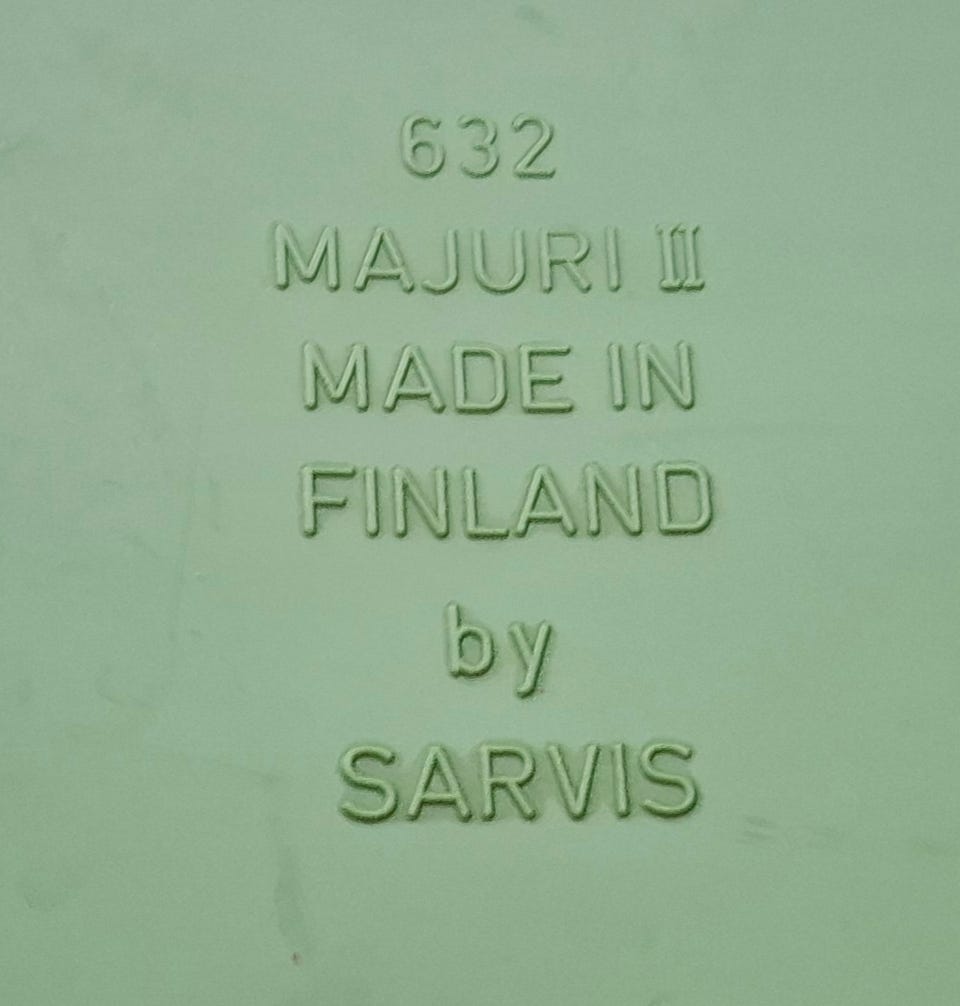 632
MAJURI II
MADE IN
FINLAND
by
SARVIS